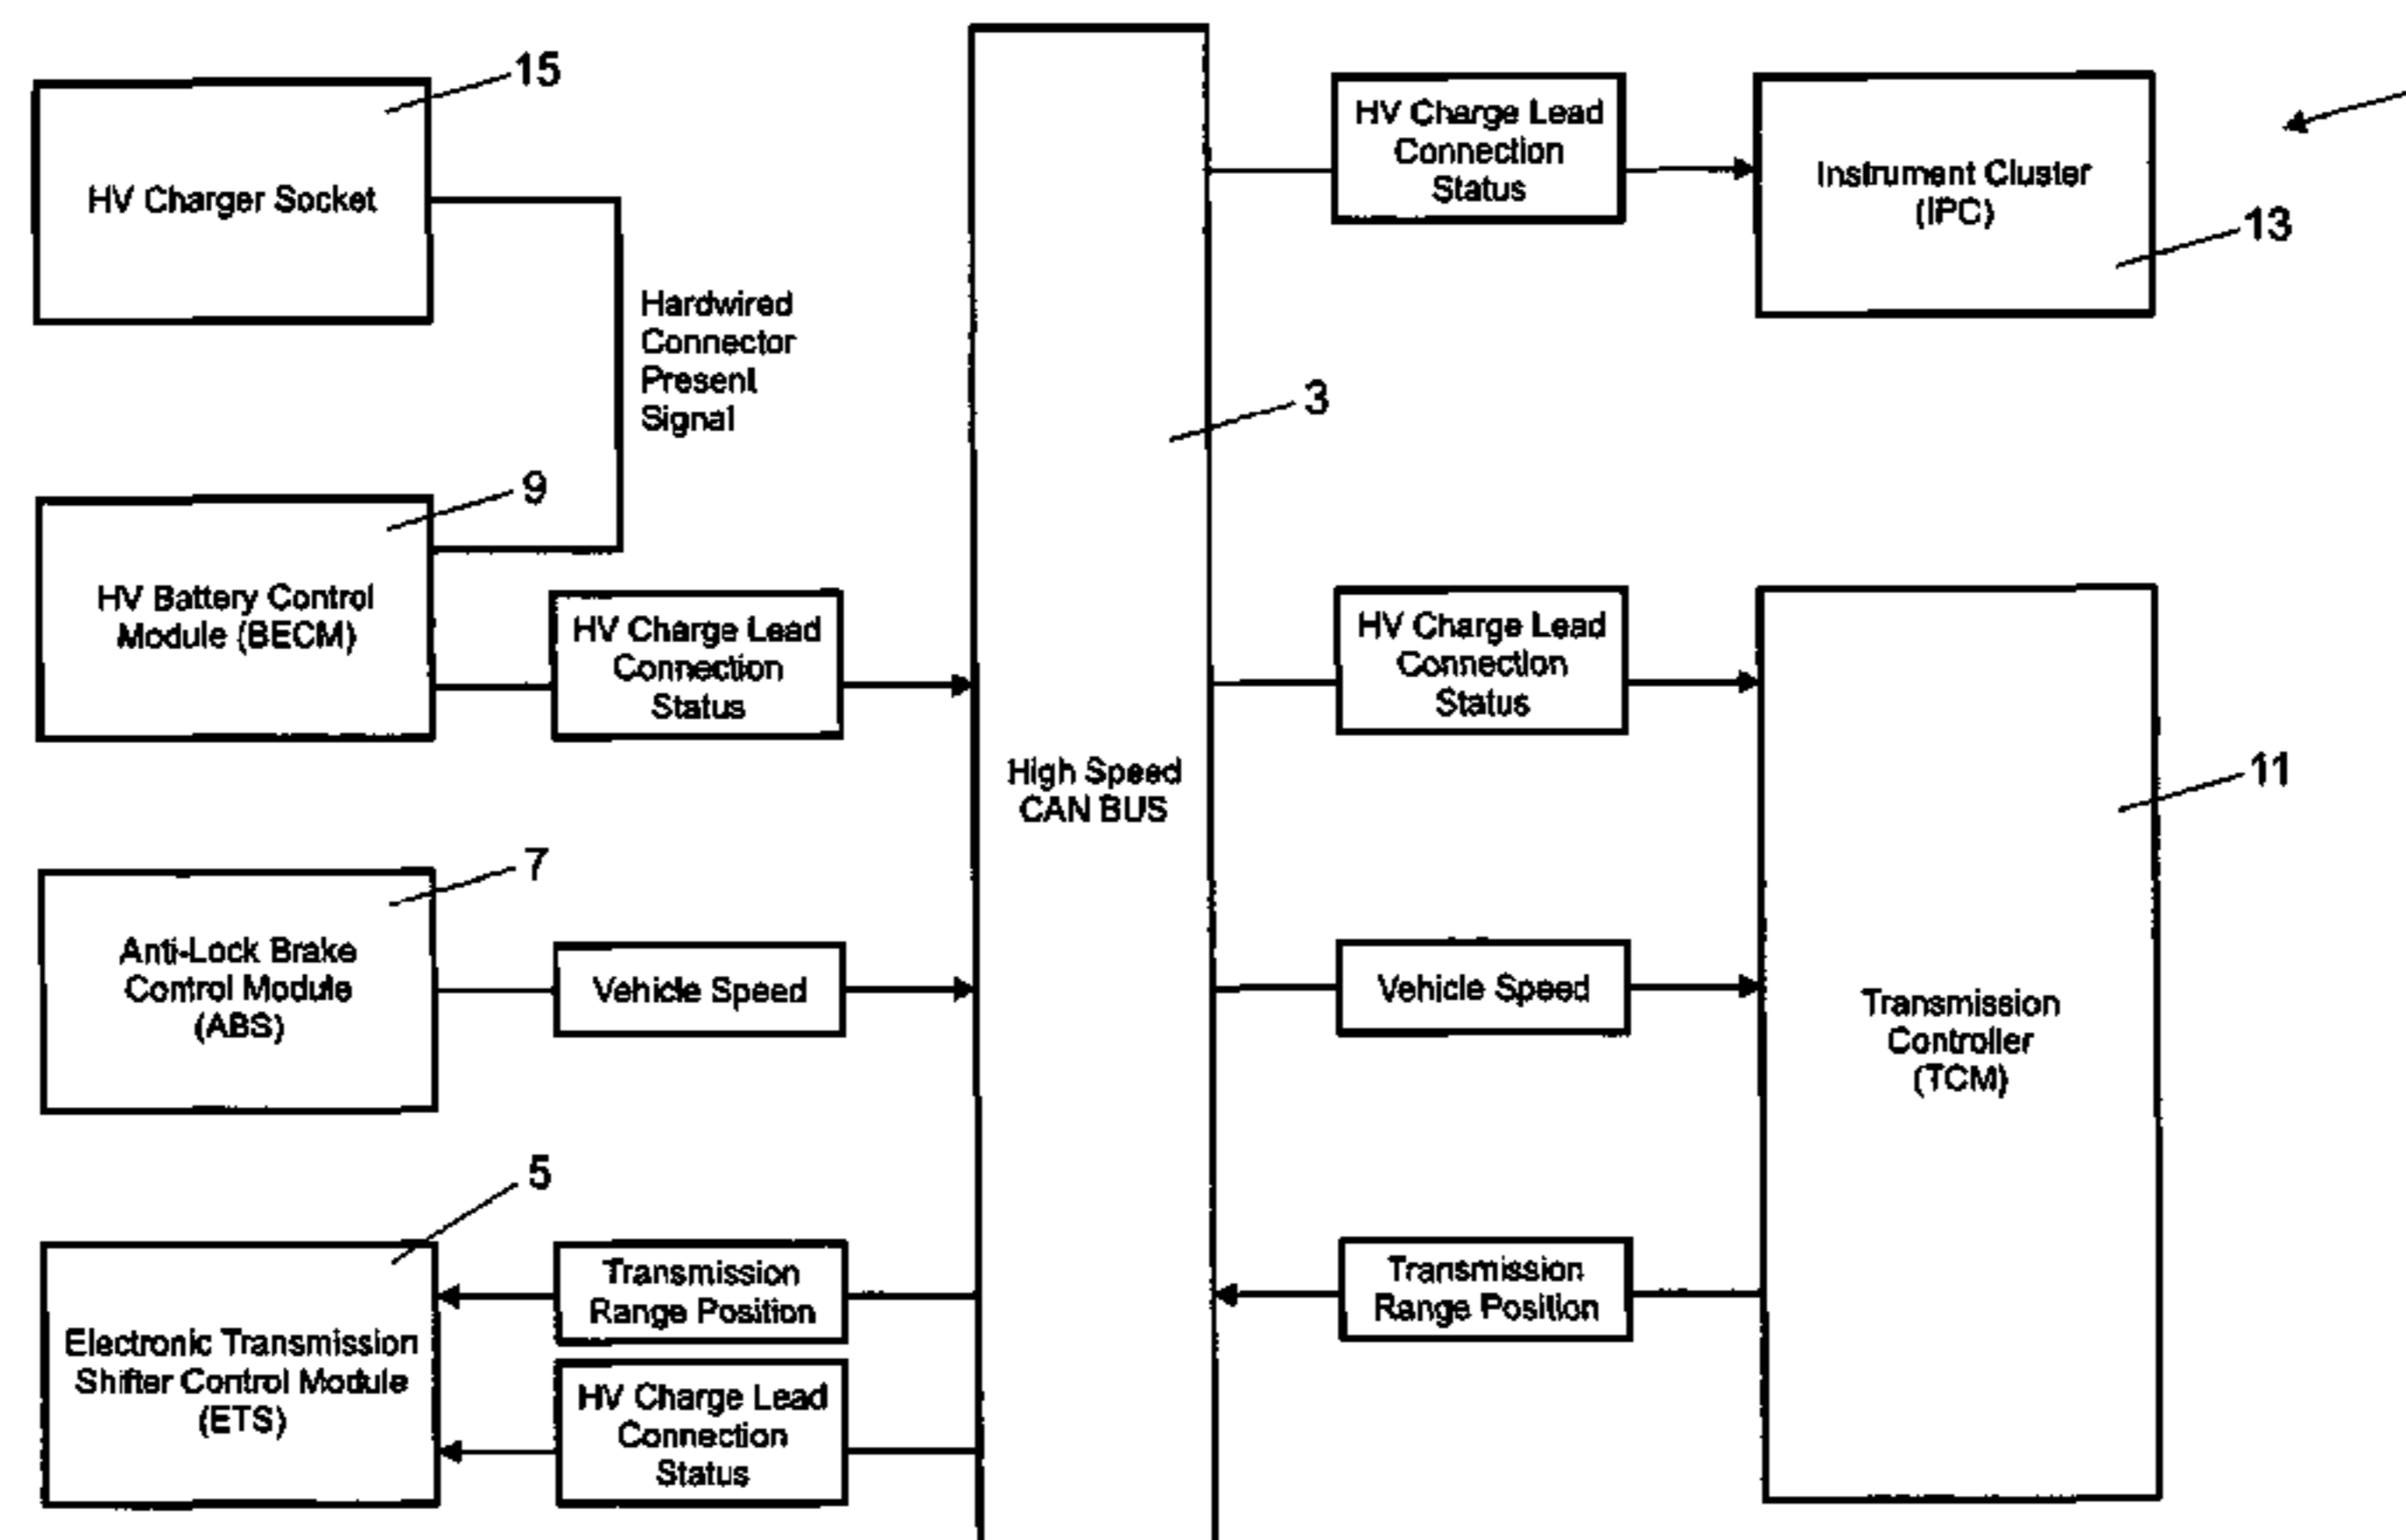 15
HV Charger Socket
Hardwired
Connector
Present
Signal
9
HV Battery Control
Module (BECM)
HV Charge Lead
Connection
Status
7
Anti-Lock Brake
Control Module
(ABS)
Vehicle Speed
5
Electronic Transmission
Shifter Control Module
(ETS)
Transmission
Range Position
HV Charge Lead
Connection
Status
3
High Speed
CAN BUS
HV Charge Lead
Connection
Status
Instrument Cluster
(IPC)
13
HV Charge Lead
Connection
Status
11
Vehicle Speed
Transmission
Controller
(TCM)
Transmission
Range Position